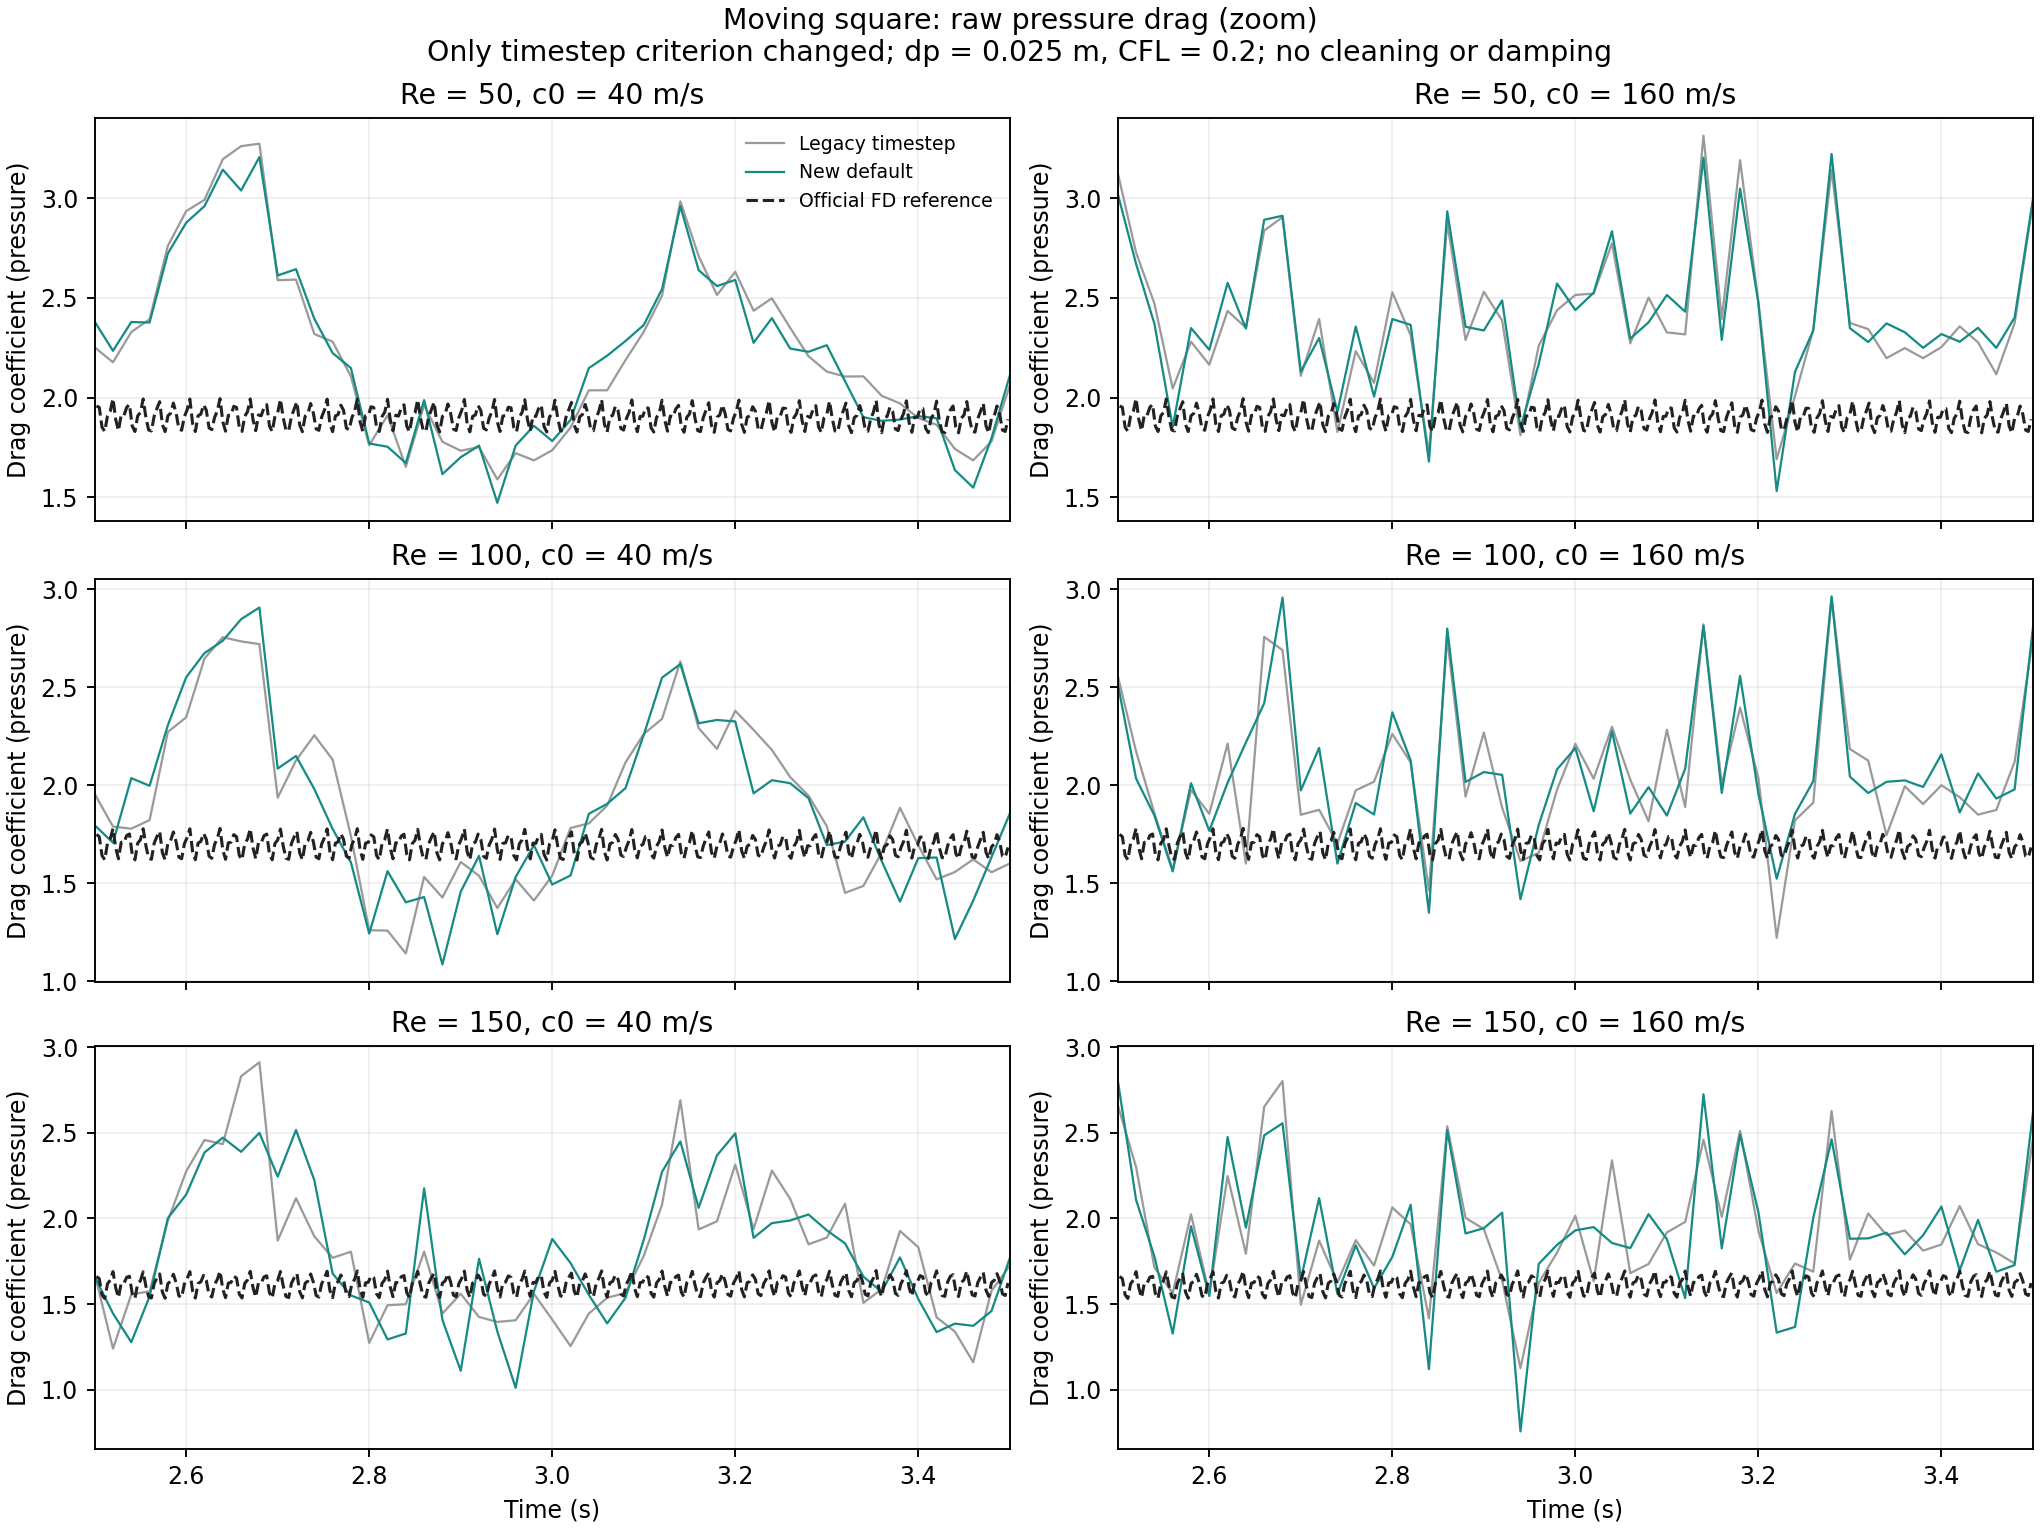 Moving square: raw pressure drag (zoom)
Only timestep criterion changed; dp = 0.025 m, CFL = 0.2; no cleaning or damping
Re = 50, c0 = 40 m/s
Drag coefficient (pressure)
3.0
2.5
2.0
1.5
Legacy timestep
New default
Official FD reference
Re = 50, c0 = 160 m/s
Drag coefficient (pressure)
3.0
2.5
2.0
1.5
Re = 100, c0 = 40 m/s
Drag coefficient (pressure)
3.0
2.5
2.0
1.5
1.0
Re = 100, c0 = 160 m/s
Drag coefficient (pressure)
3.0
2.5
2.0
1.5
1.0
Re = 150, c0 = 40 m/s
Drag coefficient (pressure)
3.0
2.5
2.0
1.5
1.0
2.6 2.8 3.0 3.2 3.4
Time (s)
Re = 150, c0 = 160 m/s
Drag coefficient (pressure)
3.0
2.5
2.0
1.5
1.0
2.6 2.8 3.0 3.2 3.4
Time (s)